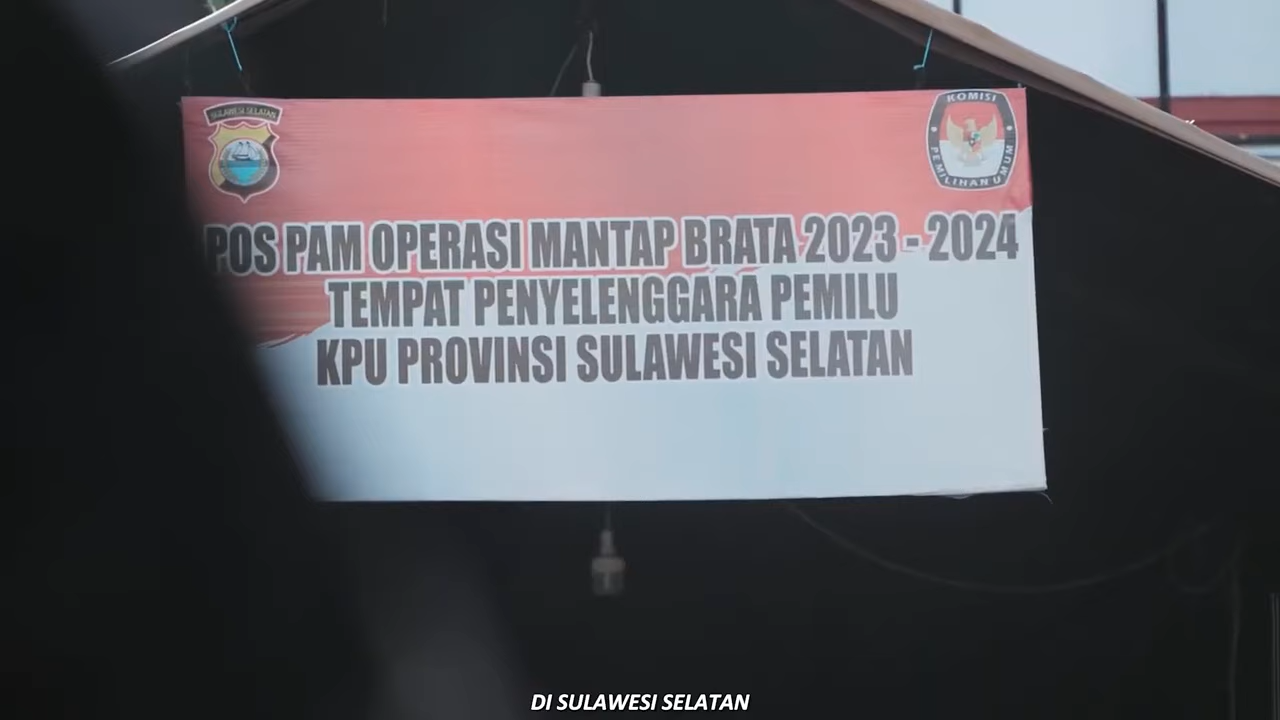 SULAWESI SELATAN
KOMISI
PEMILIHAN UMUM
POS PAM OPERASI MANTAP BRATA 2023 - 2024
TEMPAT PENYELENGGARA PEMILU
KPU PROVINSI SULAWESI SELATAN
DI SULAWESI SELATAN